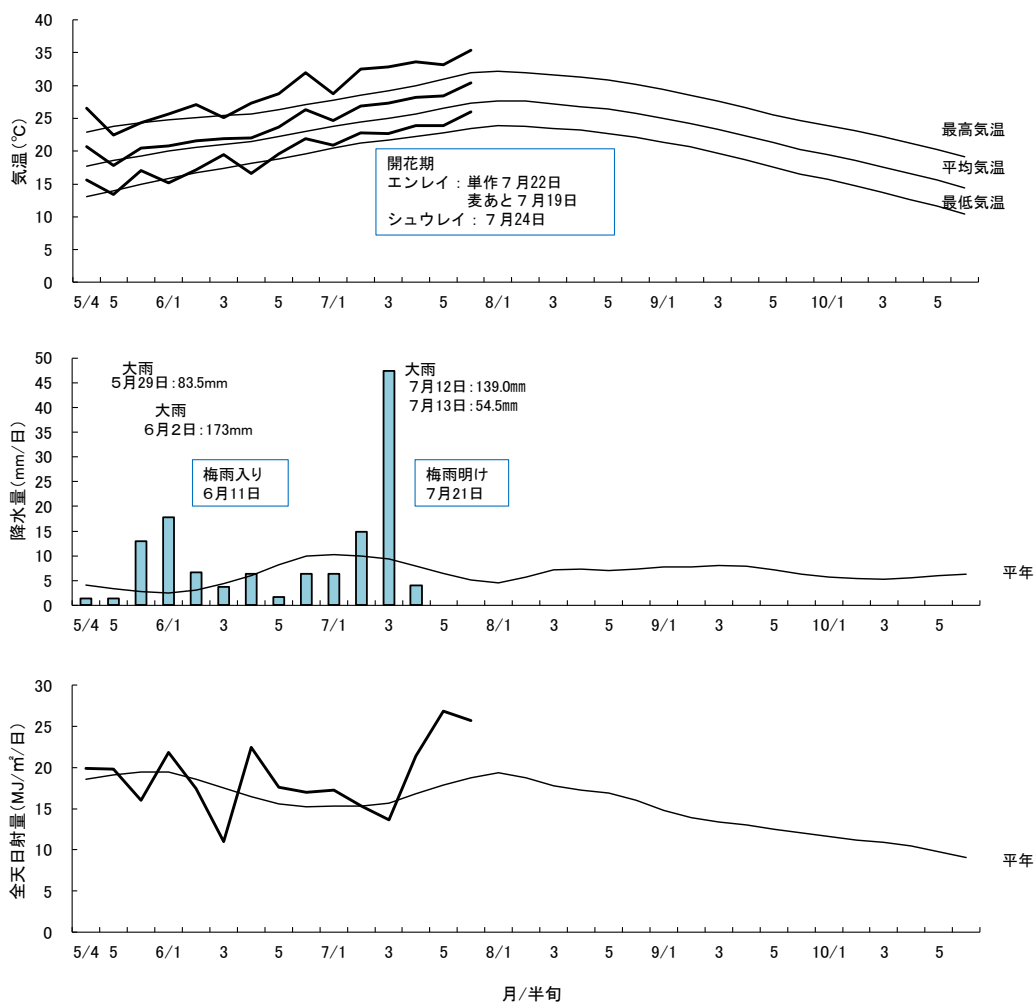 40
35
30
25
20
15
10
5
0
気温(℃)
最高気温
平均気温
最低気温
開花期
エンレイ：単作７月22日
麦あと７月19日
シュウレイ：７月24日
5/4 5 6/1 3 5 7/1 3 5 8/1 3 5 9/1 3 5 10/1 3 5
50
45
40
35
30
25
20
15
10
5
0
降水量(mm/日)
大雨
５月29日：83.5mm
大雨
６月２日：173mm
大雨
７月12日：139.0㎜
７月13日：54.5㎜
梅雨入り
６月11日
梅雨明け
７月21日
平年
5/4 5 6/1 3 5 7/1 3 5 8/1 3 5 9/1 3 5 10/1 3 5
30
25
20
15
10
5
0
全天日射量(MJ/㎡/日)
平年
5/4 5 6/1 3 5 7/1 3 5 8/1 3 5 9/1 3 5 10/1 3 5
月/半旬